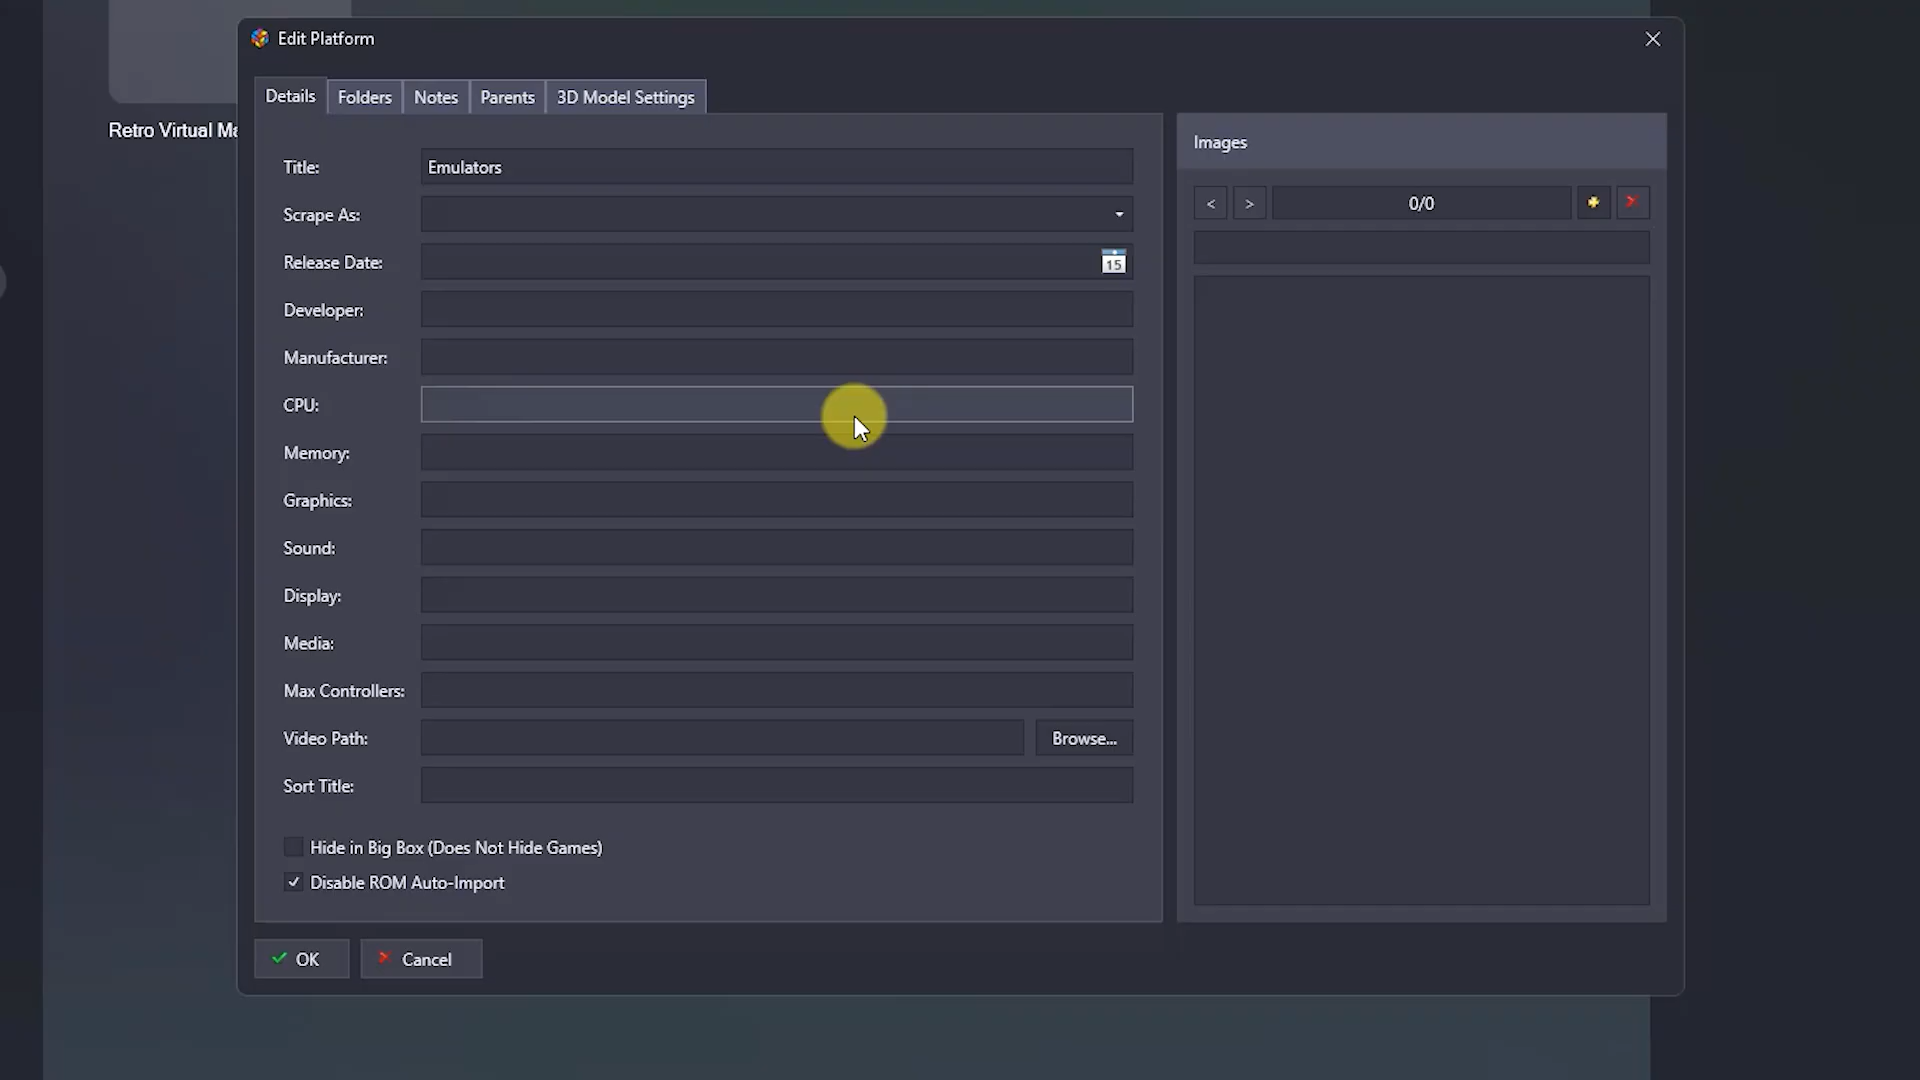 Edit Platform
Details
Folders
Notes
Parents
3D Model Settings
Retro Virtual
Title:
Emulators
Scrape As:
Release Date:
15
Developer:
Manufacturer:
CPU:
Memory:
Graphics:
Sound:
Display:
Media:
Max Controllers:
Video Path:
Browse...
Sort Title:
Hide in Big Box (Does Not Hide Games)
Disable ROM Auto-Import
OK
Cancel
Images
<
>
0/0